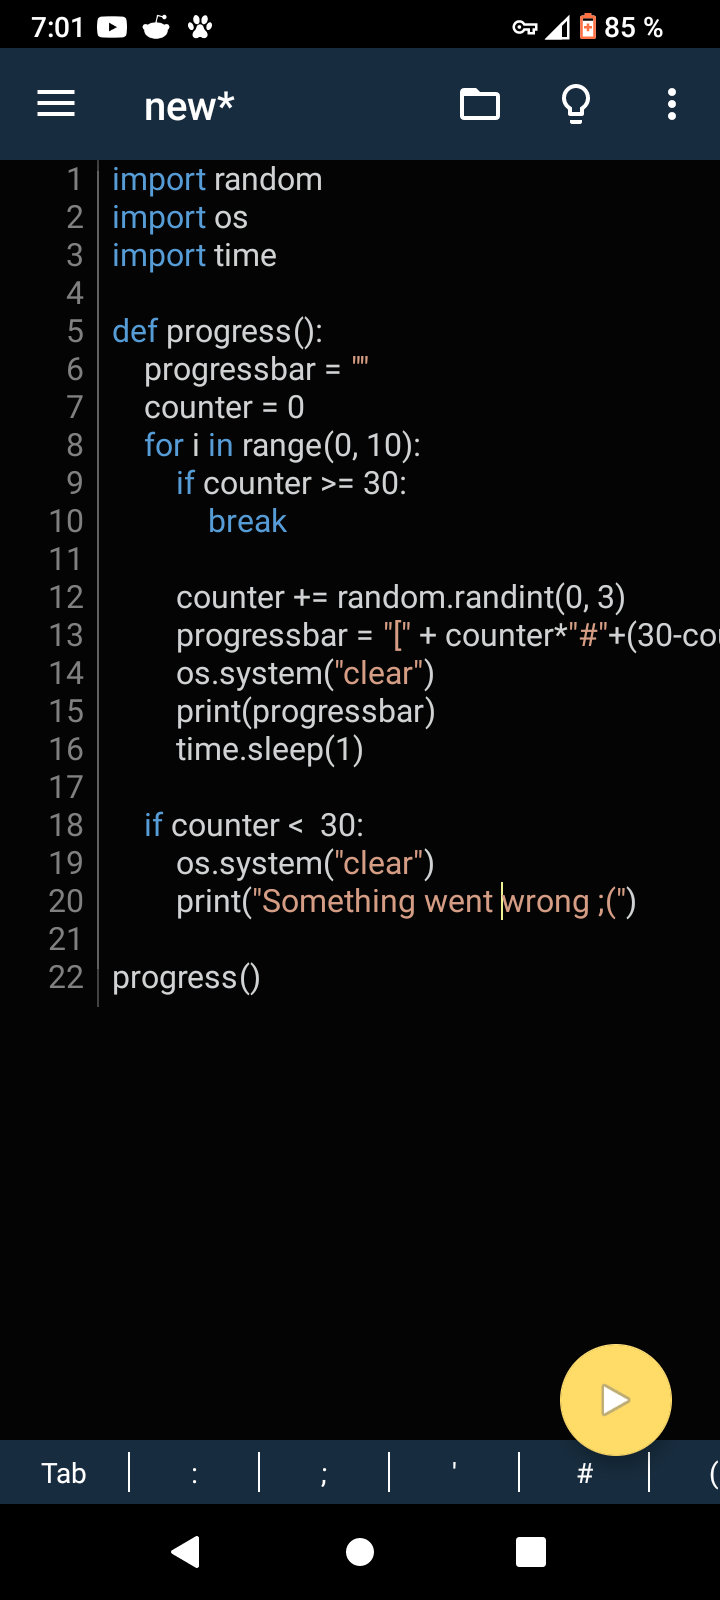 7:01 85 %
new*
1 import random
2 import os
3 import time
4
5 def progress():
6 progressbar = ""
7 counter = 0
8 for i in range(0, 10):
9 if counter >= 30:
10 break
11
12 counter += random.randint(0, 3)
13 progressbar = "[" + counter*"#"+(30-cou
14 os.system("clear")
15 print(progressbar)
16 time.sleep(1)
17
18 if counter <  30:
19 os.system("clear")
20 print("Something went wrong ;(")
21
22 progress()
Tab : ; ' # (